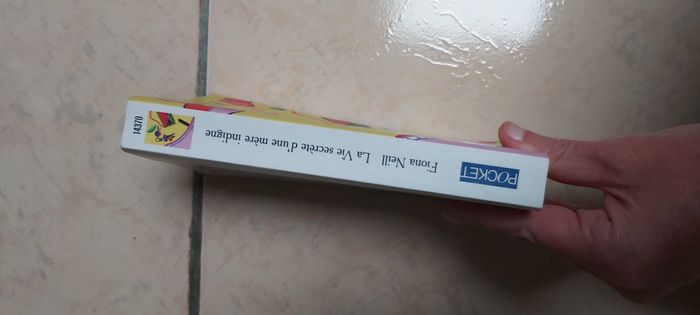 POCKET
Fiona Neill La Vie secrète d'une mère indigne
14370